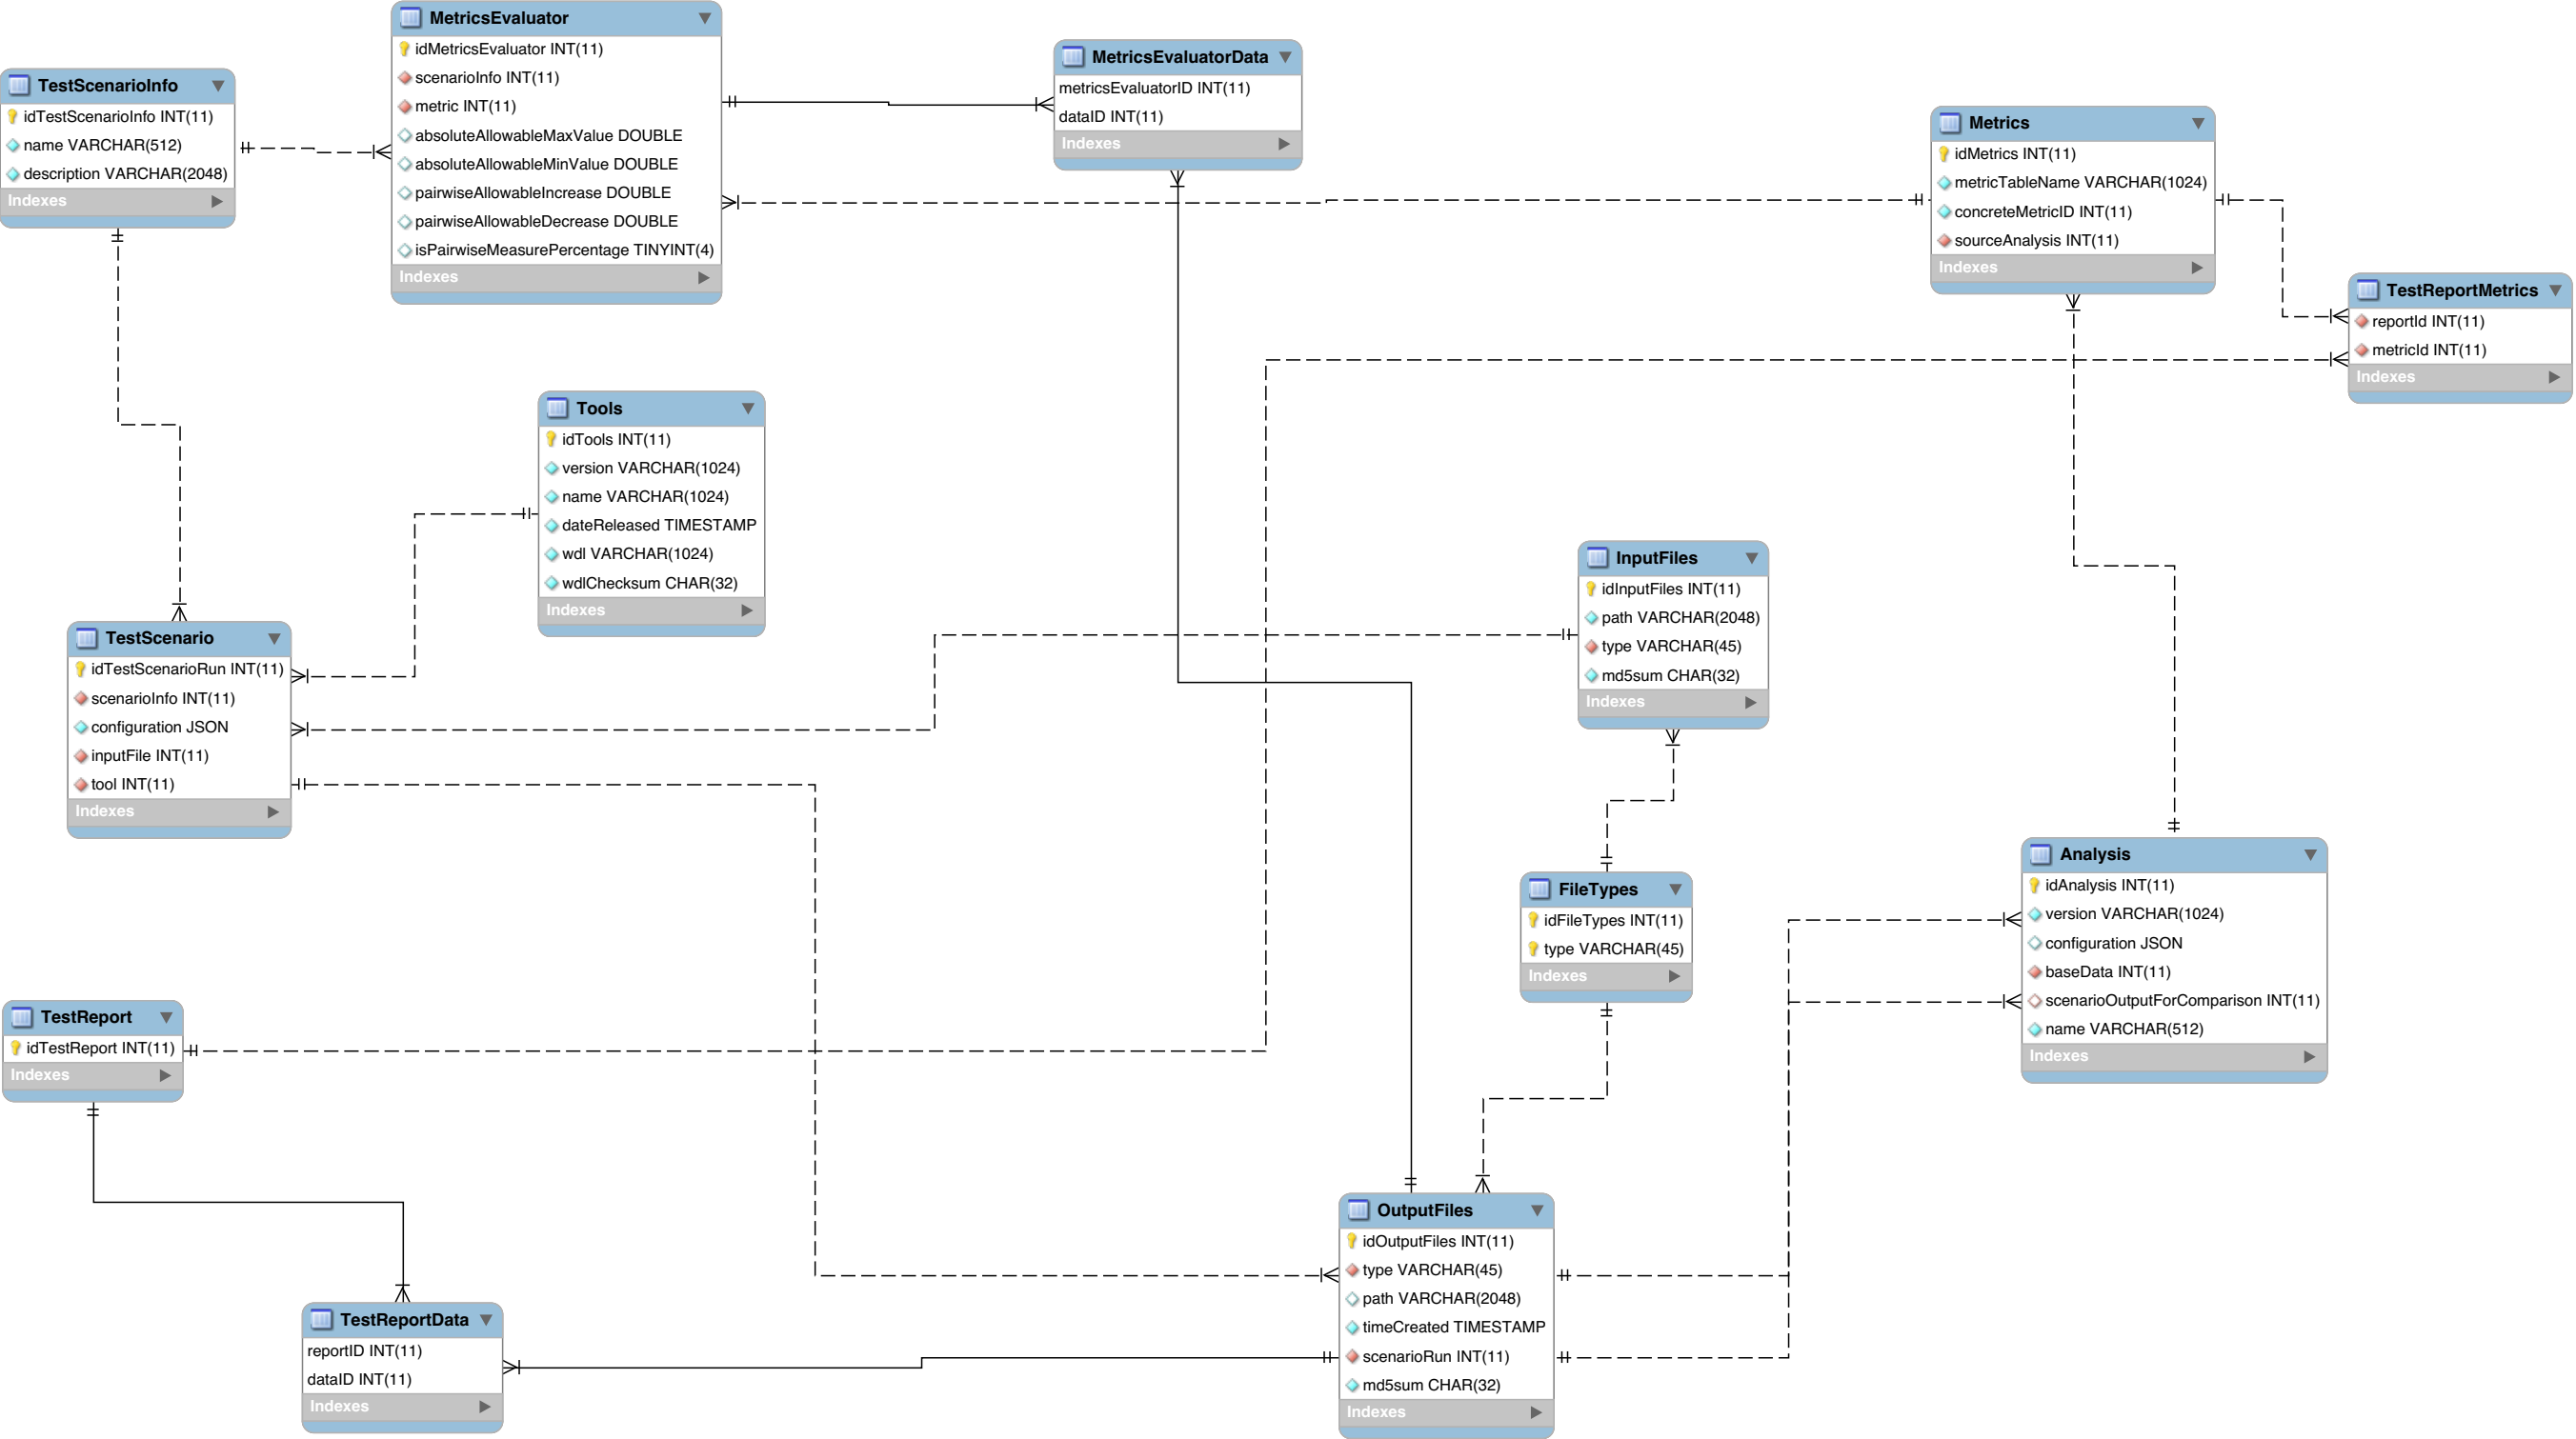 MetricsEvaluator
idMetricsEvaluator INT(11)
scenarioInfo INT(11)
metric INT(11)
absoluteAllowableMaxValue DOUBLE
absoluteAllowableMinValue DOUBLE
pairwiseAllowableIncrease DOUBLE
pairwiseAllowableDecrease DOUBLE
isPairwiseMeasurePercentage TINYINT(4)
Indexes
MetricsEvaluatorData
metricsEvaluatorID INT(11)
dataID INT(11)
Indexes
TestScenarioInfo
idTestScenarioInfo INT(11)
name VARCHAR(512)
description VARCHAR(2048)
Indexes
Metrics
idMetrics INT(11)
metricTableName VARCHAR(1024)
concreteMetricID INT(11)
sourceAnalysis INT(11)
Indexes
TestReportMetrics
reportId INT(11)
metricId INT(11)
Indexes
Tools
idTools INT(11)
version VARCHAR(1024)
name VARCHAR(1024)
dateReleased TIMESTAMP
wdl VARCHAR(1024)
wdlChecksum CHAR(32)
Indexes
InputFiles
idInputFiles INT(11)
path VARCHAR(2048)
type VARCHAR(45)
md5sum CHAR(32)
Indexes
TestScenario
idTestScenarioRun INT(11)
scenarioInfo INT(11)
configuration JSON
inputFile INT(11)
tool INT(11)
Indexes
Analysis
idAnalysis INT(11)
version VARCHAR(1024)
configuration JSON
baseData INT(11)
scenarioOutputForComparison INT(11)
name VARCHAR(512)
Indexes
FileTypes
idFileTypes INT(11)
type VARCHAR(45)
Indexes
TestReport
idTestReport INT(11)
Indexes
OutputFiles
idOutputFiles INT(11)
type VARCHAR(45)
path VARCHAR(2048)
timeCreated TIMESTAMP
scenarioRun INT(11)
md5sum CHAR(32)
Indexes
TestReportData
reportID INT(11)
dataID INT(11)
Indexes